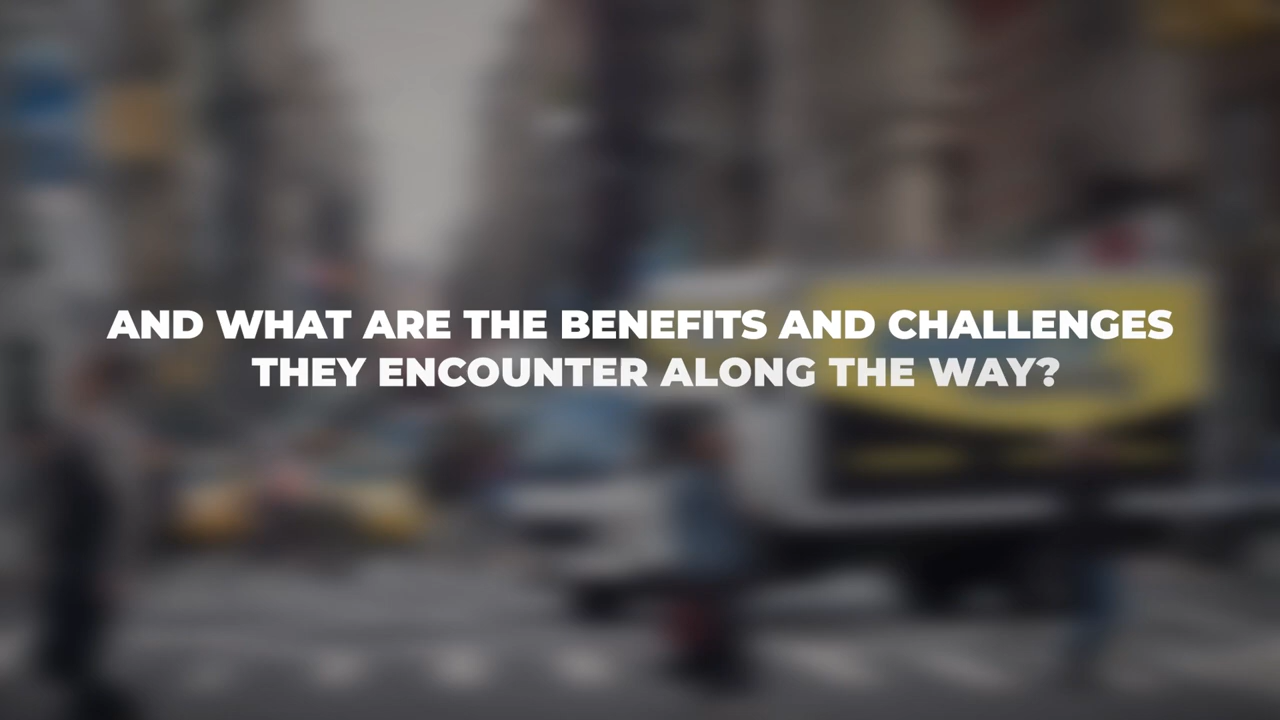 AND WHAT ARE THE BENEFITS AND CHALLENGES
THEY ENCOUNTER ALONG THE WAY?